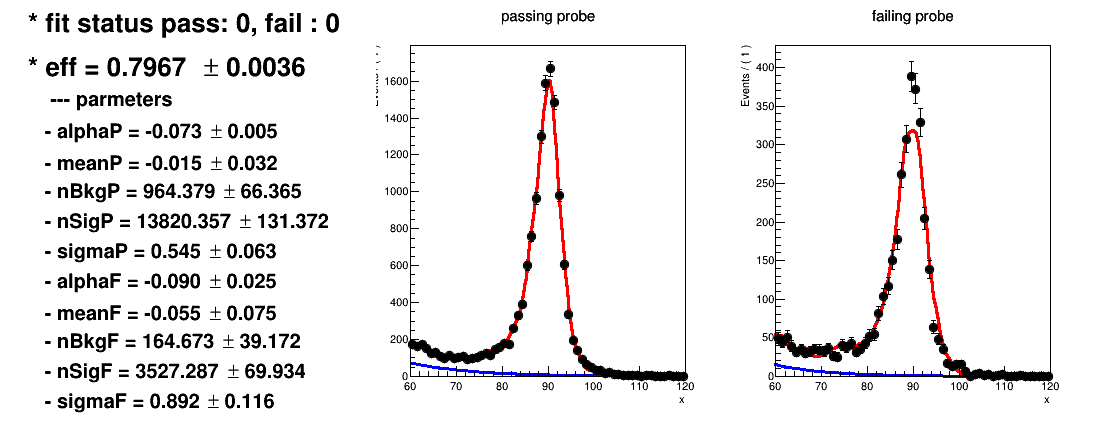 * fit status pass: 0, fail : 0
* eff = 0.7967 ± 0.0036
--- parmeters
- alphaP = -0.073 ± 0.005
- meanP = -0.015 ± 0.032
- nBkgP = 964.379 ± 66.365
- nSigP = 13820.357 ± 131.372
- sigmaP = 0.545 ± 0.063
- alphaF = -0.090 ± 0.025
- meanF = -0.055 ± 0.075
- nBkgF = 164.673 ± 39.172
- nSigF = 3527.287 ± 69.934
- sigmaF = 0.892 ± 0.116
passing probe
1600
1400
1200
1000
800
600
400
200
0
60 70 80 90 100 110 120
x
failing probe
Events / ( 1 )
400
350
300
250
200
150
100
50
0
60 70 80 90 100 110 120
x